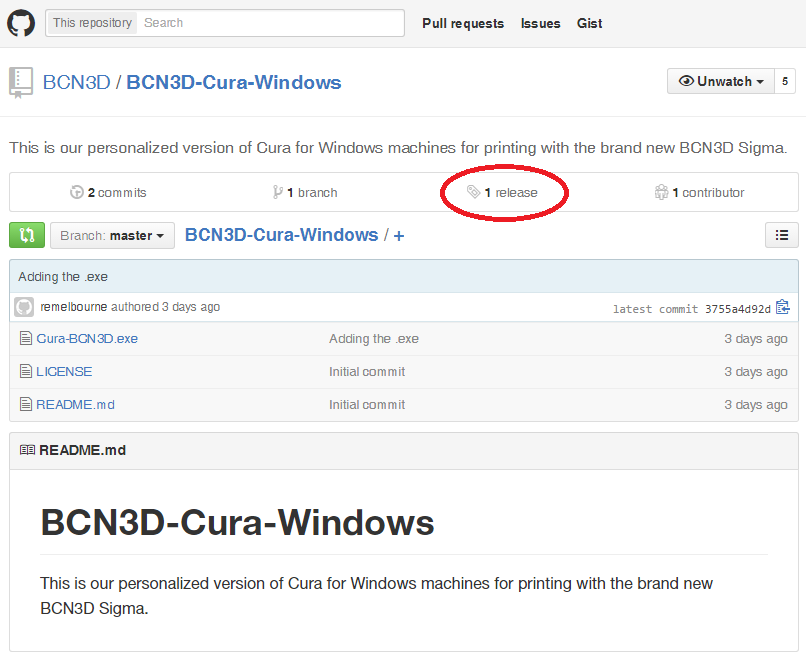 This repository Search Pull requests Issues Gist
BCN3D / BCN3D-Cura-Windows Unwatch 5
This is our personalized version of Cura for Windows machines for printing with the brand new BCN3D Sigma.
2 commits 1 branch 1 release 1 contributor
Branch: master BCN3D-Cura-Windows / +
Adding the .exe
remelbourne authored 3 days ago latest commit 3755a4d92d
Cura-BCN3D.exe Adding the .exe 3 days ago
LICENSE Initial commit 3 days ago
README.md Initial commit 3 days ago
README.md
BCN3D-Cura-Windows
This is our personalized version of Cura for Windows machines for printing with the brand new
BCN3D Sigma.